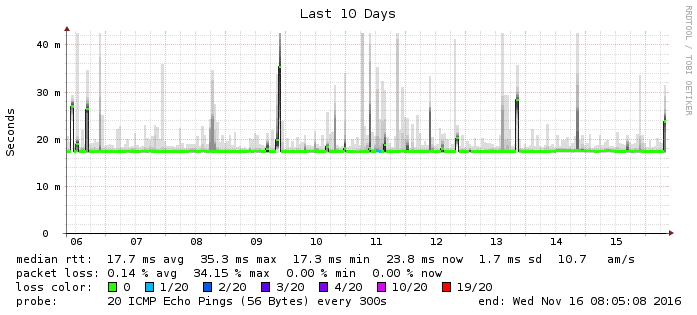 Last 10 Days
RRDTOOL / TOBI OETIKER
Seconds
40 m
30 m
20 m
10 m
0
06 07 08 09 10 11 12 13 14 15
median rtt: 17.7 ms avg 35.3 ms max 17.3 ms min 23.8 ms now 1.7 ms sd 10.7 am/s
packet loss: 0.14 % avg 34.15 % max 0.00 % min 0.00 % now
loss color: 0 1/20 2/20 3/20 4/20 10/20 19/20
probe: 20 ICMP Echo Pings (56 Bytes) every 300s end: Wed Nov 16 08:05:08 2016